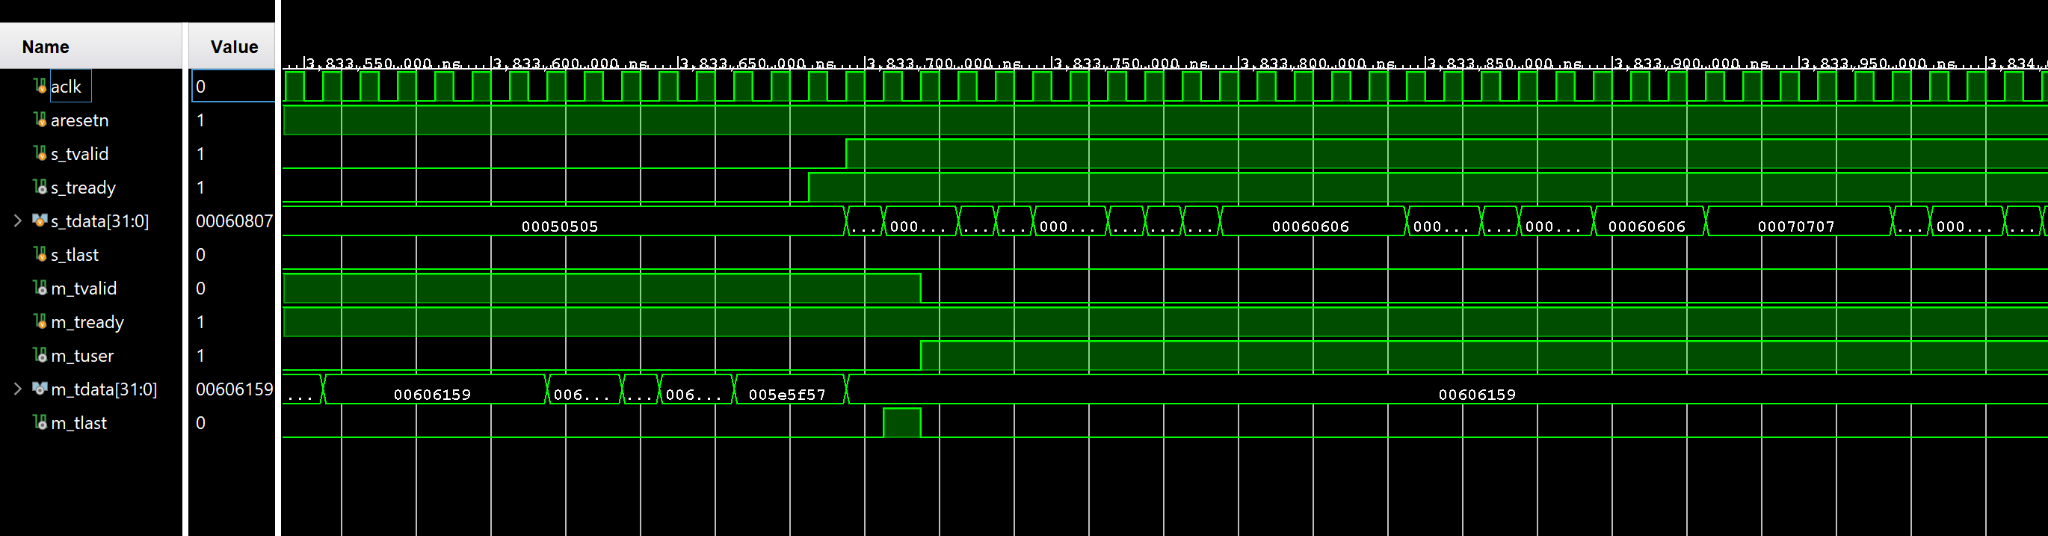 Name Value
3,833,550.000 ns 3,833,600.000 ns 3,833,650.000 ns 3,833,700.000 ns 3,833,750.000 ns 3,833,800.000 ns 3,833,850.000 ns 3,833,900.000 ns 3,833,950.000 ns
aclk 0
aresetn 1
s_tvalid 1
s_tready 1
s_tdata[31:0] 00060807 00050505 ... 000... ... ... 000... ... ... ... 00060606 000... ... 000... 00060606 00070707 ... 000... ...
s_tlast 0
m_tvalid 0
m_tready 1
m_tuser 1
m_tdata[31:0] 00606159 ... 00606159 006... ... 006... 005e5f57 00606159
m_tlast 0